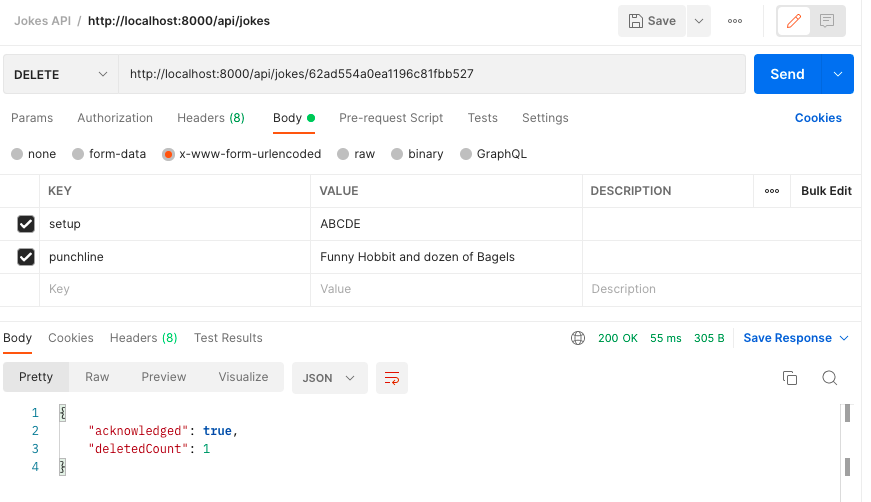 Jokes API / http://localhost:8000/api/jokes Save
DELETE http://localhost:8000/api/jokes/62ad554a0ea1196c81fbb527 Send
Params Authorization Headers (8) Body Pre-request Script Tests Settings Cookies
none form-data x-www-form-urlencoded raw binary GraphQL
KEY VALUE DESCRIPTION Bulk Edit
setup ABCDE
punchline Funny Hobbit and dozen of Bagels
Key Value Description
Body Cookies Headers (8) Test Results 200 OK 55 ms 305 B Save Response
Pretty Raw Preview Visualize JSON
1 {
2 "acknowledged": true,
3 "deletedCount": 1
4 }